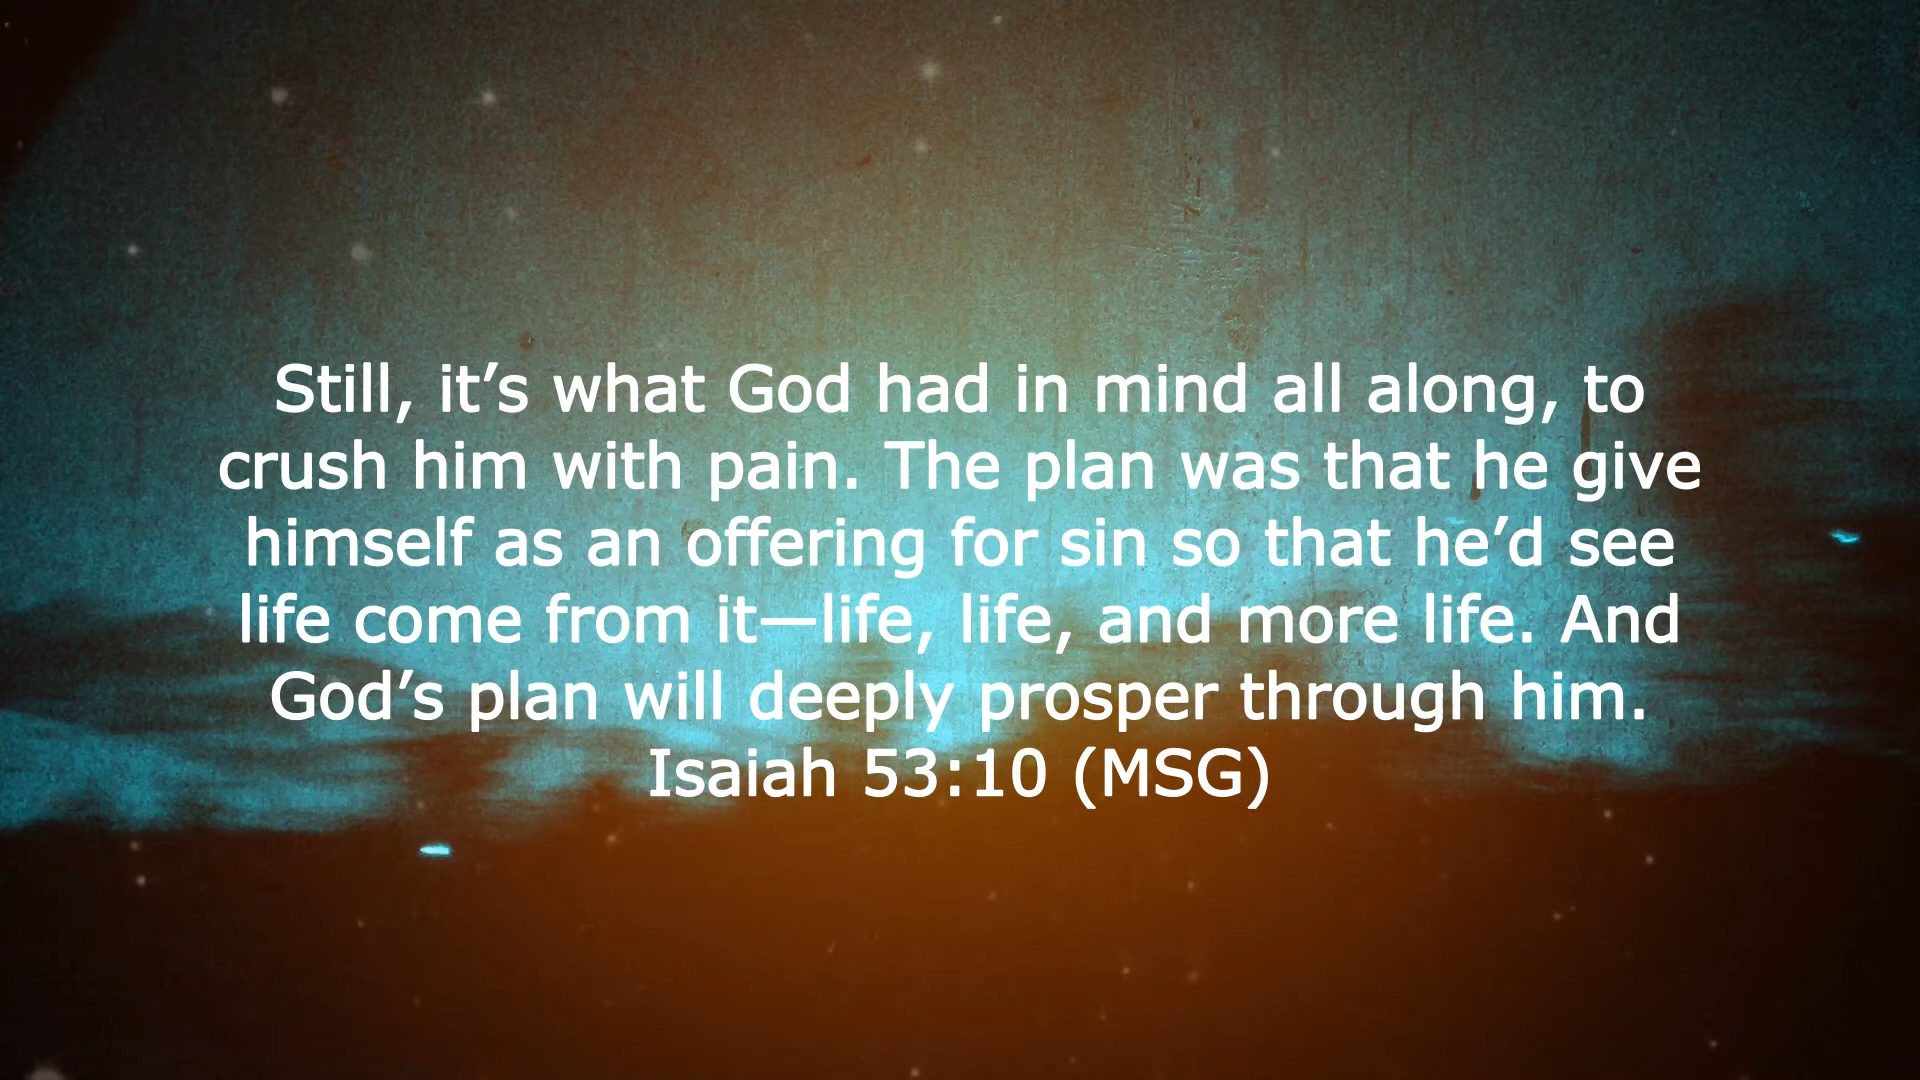 Still, it’s what God had in mind all along, to
crush him with pain. The plan was that he give
himself as an offering for sin so that he’d see
life come from it—life, life, and more life. And
God’s plan will deeply prosper through him.
Isaiah 53:10 (MSG)